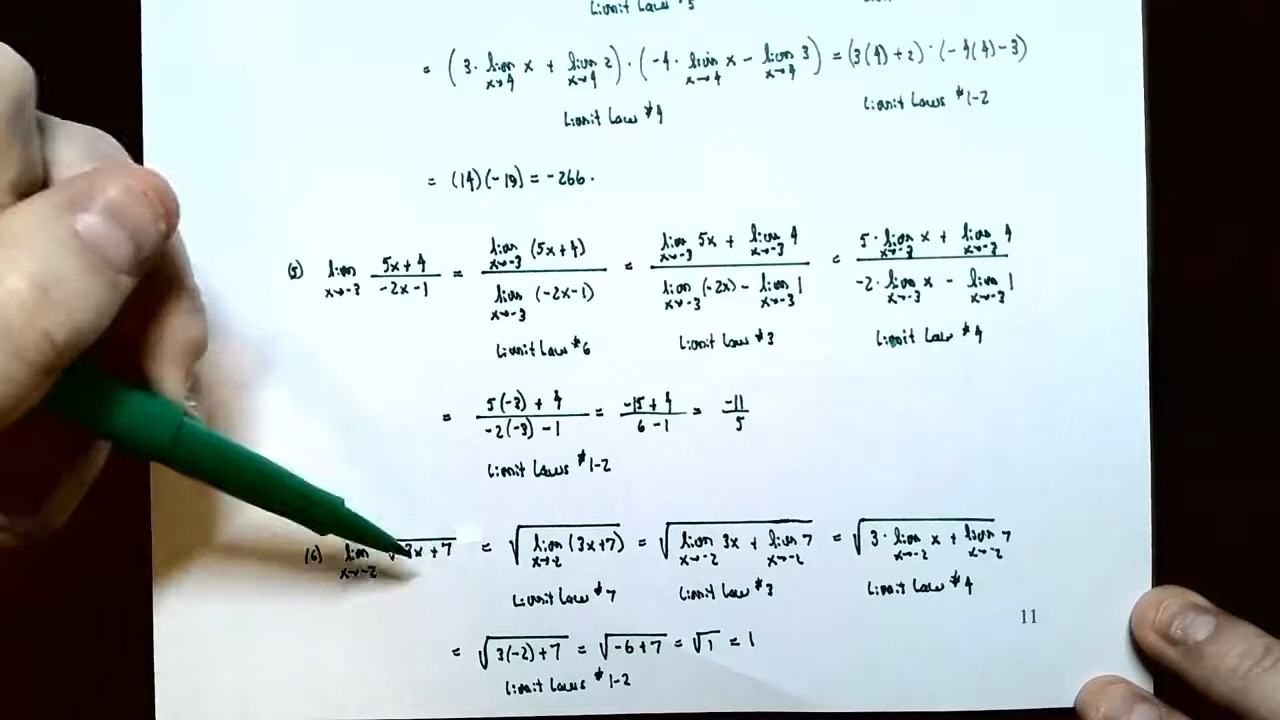 Limit Law #5
= (3 · lim x→4 x + lim x→4 2) · (-4 · lim x→4 x - lim x→4 3) = (3(4)+2) · (-4(4)-3)
Limit Law #4 Limit Laws #1-2
= (14)(-19) = -266.
(5) lim x→-3 (5x+4)/(-2x-1) = (lim x→-3 (5x+4))/(lim x→-3 (-2x-1)) = (lim x→-3 5x + lim x→-3 4)/(lim x→-3 (-2x) - lim x→-3 1) = (5 · lim x→-3 x + lim x→-3 4)/(-2 · lim x→-3 x - lim x→-3 1)
Limit Law #6 Limit Law #3 Limit Law #4
= (5(-3) + 4)/(-2(-3) - 1) = (-15+4)/(6-1) = -11/5
Limit Laws #1-2
(6) lim x→-2 √(3x+7) = √(lim x→-2 (3x+7)) = √(lim x→-2 3x + lim x→-2 7) = √(3 · lim x→-2 x + lim x→-2 7)
Limit Law #7 Limit Law #3 Limit Law #4
11
= √(3(-2)+7) = √(-6+7) = √1 = 1
Limit Laws #1-2